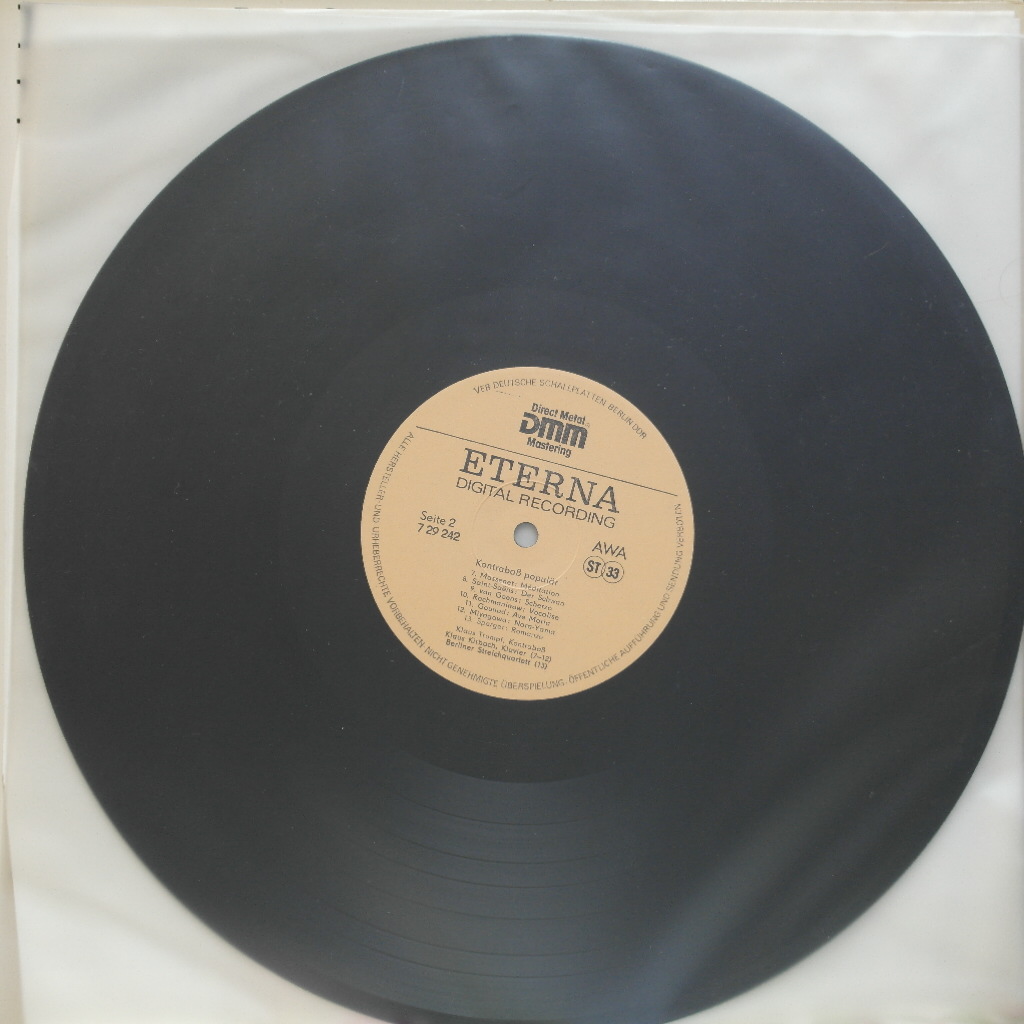 VEB DEUTSCHE SCHALLPLATTEN BERLIN DDR
Direct Metal
DMM
Mastering
ETERNA
DIGITAL RECORDING
Seite 2
7 29 242
AWA
ST 33
Kontrabaß populär
7. Massenet: Méditation
8. Saint-Saëns: Der Schwan
9. van Goens: Scherzo
10. Rachmaninow: Vocalise
11. Gounod: Ave Maria
12. Miyagawa: Nara-Yama
13. Sperger: Romanze
Klaus Trumpf, Kontrabaß
Klaus Kirbach, Klavier (7–12)
Berliner Streichquartett (13)
ALLE HERSTELLER- UND URHEBERRECHTE VORBEHALTEN. NICHT GENEHMIGTE ÜBERSPIELUNG, ÖFFENTLICHE AUFFÜHRUNG UND SENDUNG VERBOTEN